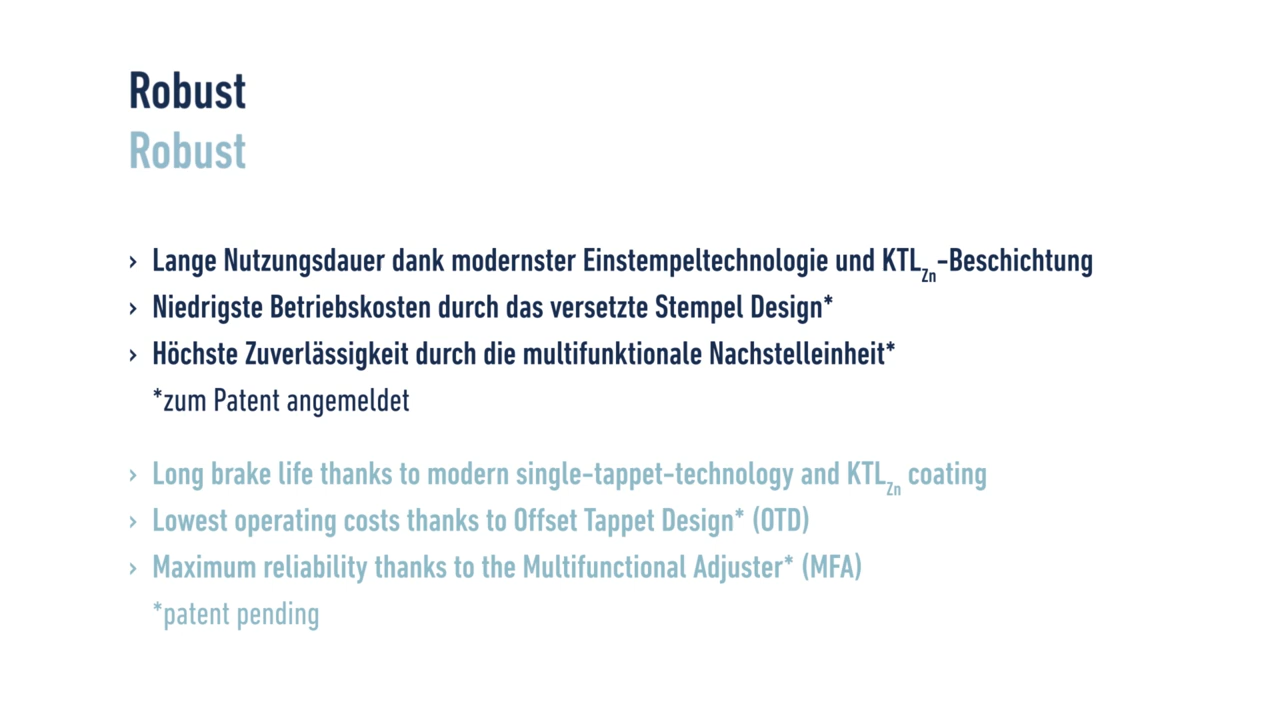 Robust
Robust
› Lange Nutzungsdauer dank modernster Einstempeltechnologie und KTLZn-Beschichtung
› Niedrigste Betriebskosten durch das versetzte Stempel Design*
› Höchste Zuverlässigkeit durch die multifunktionale Nachstelleinheit*
*zum Patent angemeldet
› Long brake life thanks to modern single-tappet-technology and KTLZn coating
› Lowest operating costs thanks to Offset Tappet Design* (OTD)
› Maximum reliability thanks to the Multifunctional Adjuster* (MFA)
*patent pending